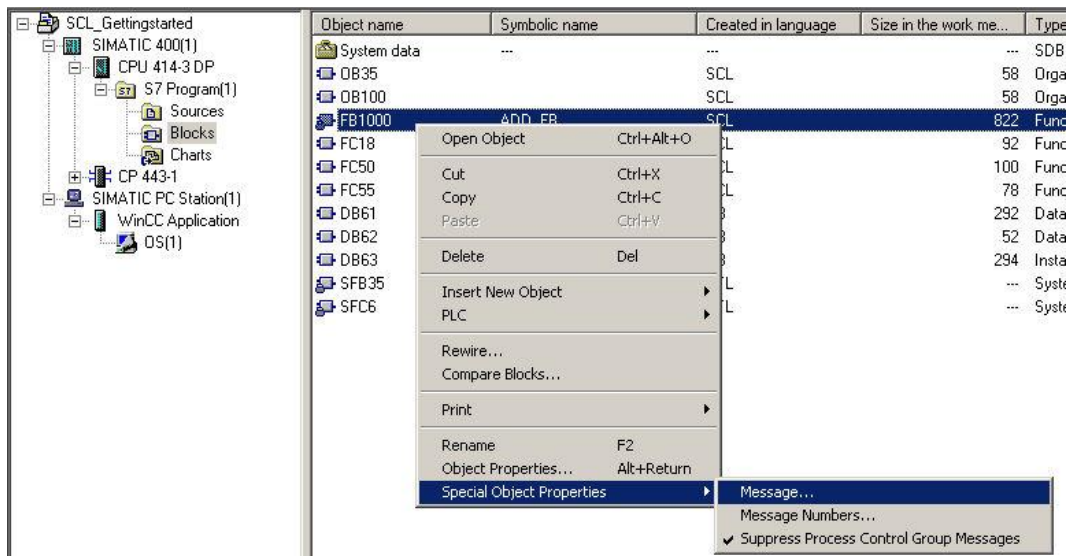 SCL_Gettingstarted
SIMATIC 400(1)
CPU 414-3 DP
S7 Program(1)
Sources
Blocks
Charts
CP 443-1
SIMATIC PC Station(1)
WinCC Application
OS(1)
Object name Symbolic name Created in language Size in the work me... Type
System data --- --- --- SDB
OB35 SCL 58 Orga
OB100 SCL 58 Orga
FB1000 ADD_FB SCL 822 Func
FC18 CL 92 Func
FC50 CL 100 Func
FC55 CL 78 Func
DB61 292 Data
DB62 52 Data
DB63 294 Insta
SFB35 TL --- Syste
SFC6 TL --- Syste
Open Object Ctrl+Alt+O
Cut Ctrl+X
Copy Ctrl+C
Paste Ctrl+V
Delete Del
Insert New Object
PLC
Rewire...
Compare Blocks...
Print
Rename F2
Object Properties... Alt+Return
Special Object Properties
Message...
Message Numbers...
Suppress Process Control Group Messages